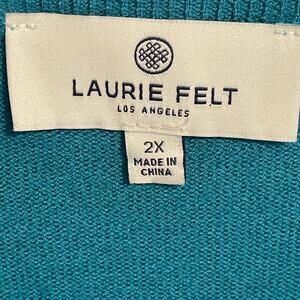 LAURIE FELT
LOS ANGELES
2X
MADE IN
CHINA